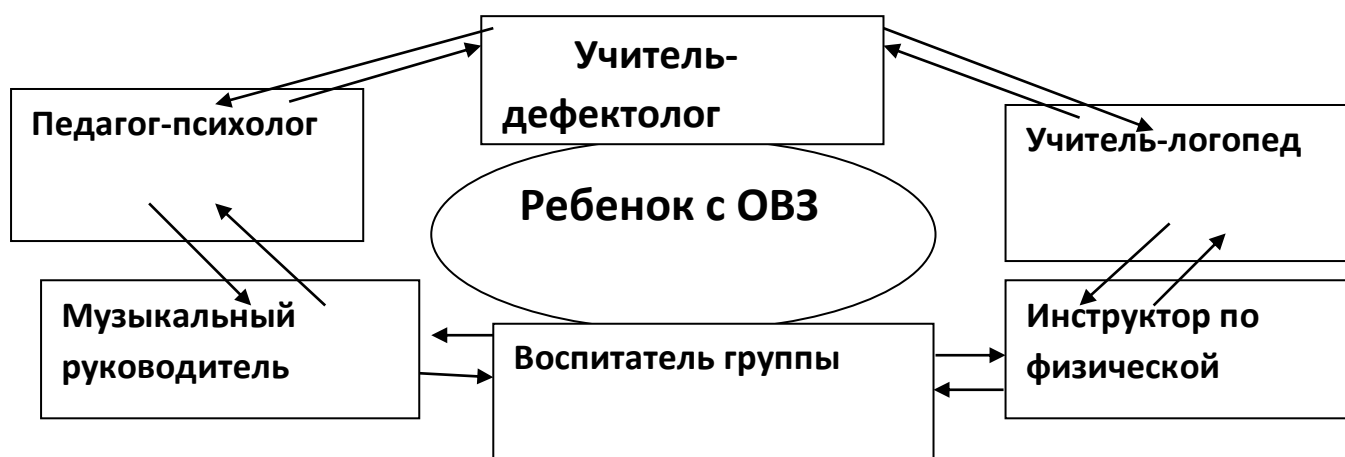 Учитель-
дефектолог
Педагог-психолог
Учитель-логопед
Ребенок с ОВЗ
Музыкальный
руководитель
Воспитатель группы
Инструктор по
физической